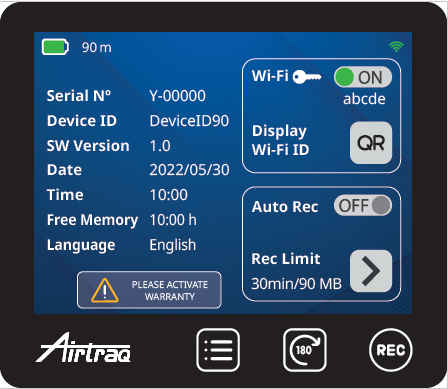 90 m
Serial Nº Y-00000
Device ID DeviceID90
SW Version 1.0
Date 2022/05/30
Time 10:00
Free Memory 10:00 h
Language English
PLEASE ACTIVATE
WARRANTY
Wi-Fi ON
abcde
Display
Wi-Fi ID
QR
Auto Rec OFF
Rec Limit
30min/90 MB
Airtraq
180°
REC